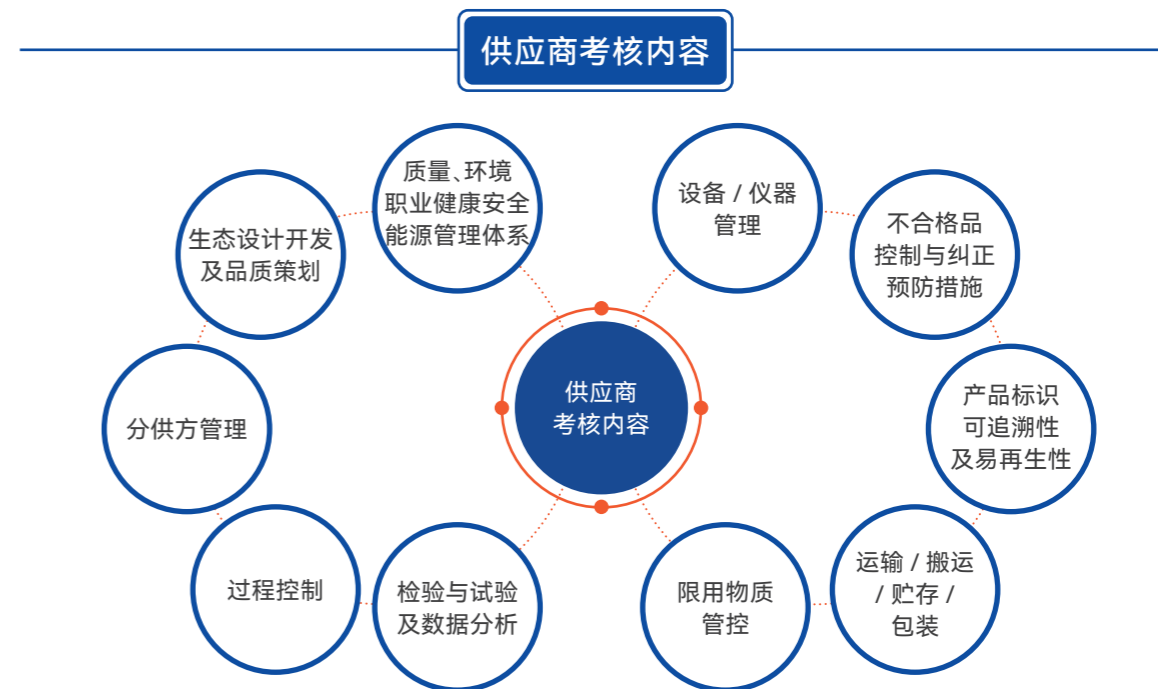 供应商考核内容
质量、环境
职业健康安全
能源管理体系
生态设计开发
及品质策划
分供方管理
过程控制
检验与试验
及数据分析
供应商
考核内容
设备 / 仪器
管理
不合格品
控制与纠正
预防措施
产品标识
可追溯性
及易再生性
运输 / 搬运
/ 贮存 /
包装
限用物质
管控